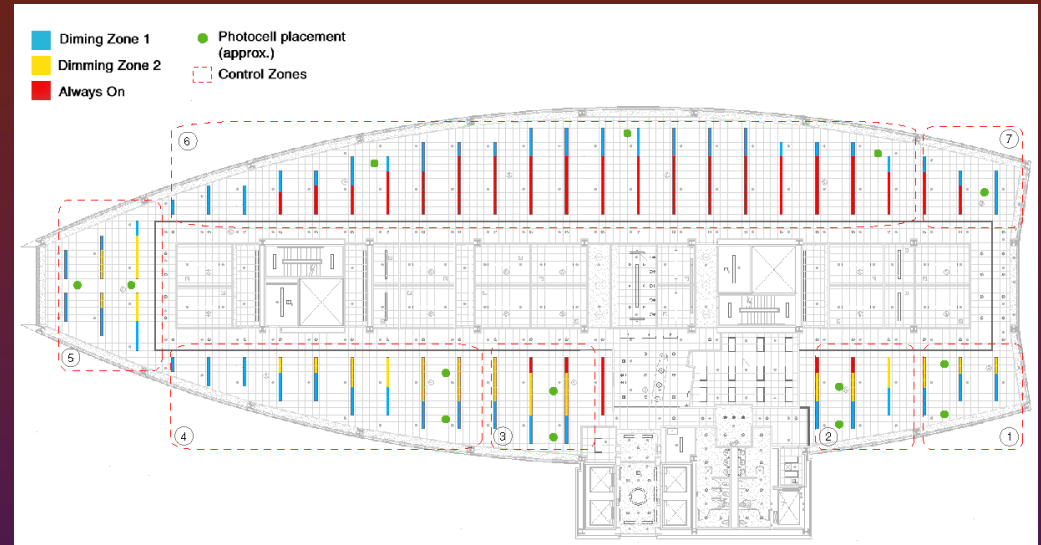 Diming Zone 1
Dimming Zone 2
Always On
Photocell placement
(approx.)
Control Zones
6
7
5
4
3
2
1